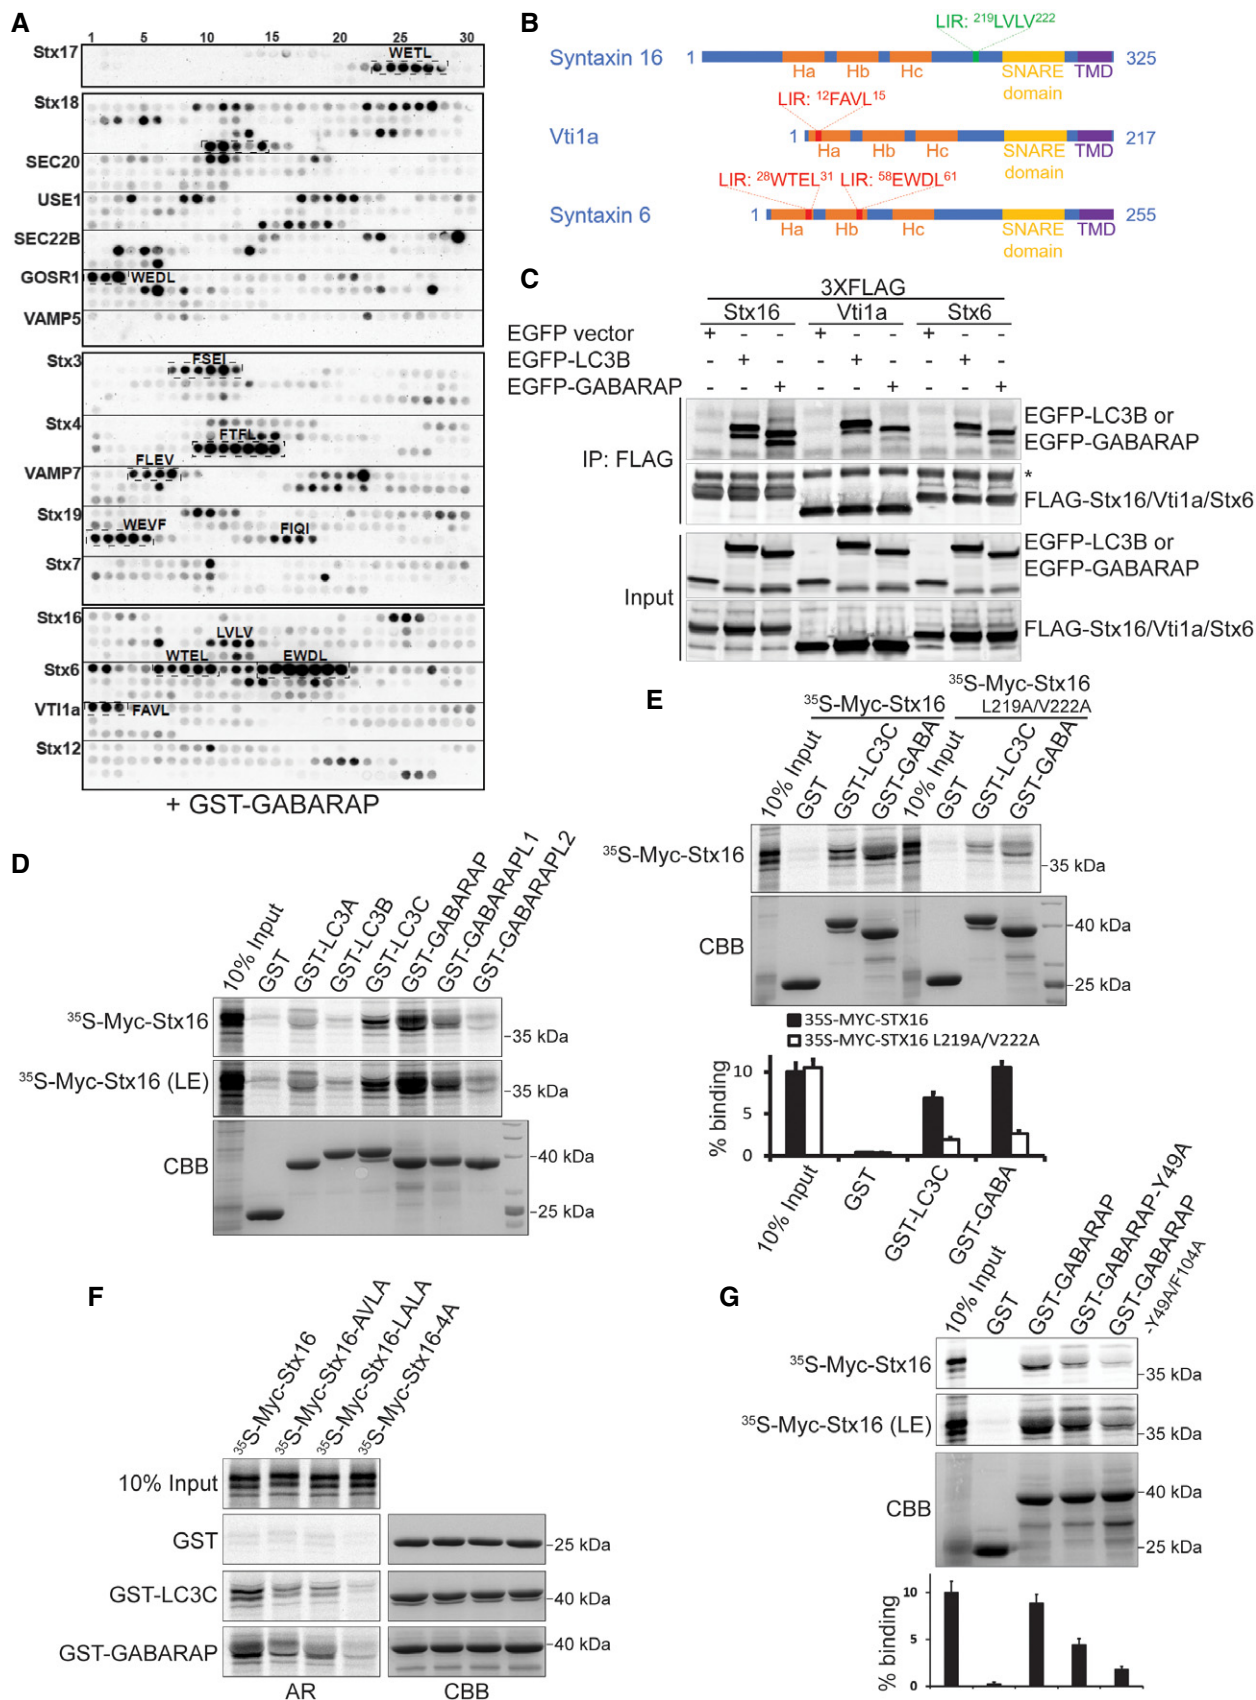 A
1 5 10 15 20 25 30
Stx17
WETL
Stx18
SEC20
USE1
SEC22B
GOSR1
WEDL
VAMP5
Stx3
FSEI
Stx4
FTFL
FLEV
VAMP7
Stx19
WEVF
FIQI
Stx7
Stx16
LVLV
WTEL
EWDL
Stx6
VTI1a
FAVL
Stx12
+ GST-GABARAP
B
LIR: 219LVLV222
Syntaxin 16
1
325
Ha
Hb
Hc
SNARE domain
TMD
LIR: 12FAVL15
Vti1a
1
217
Ha
Hb
Hc
SNARE domain
TMD
LIR: 28WTEL31
LIR: 58EWDL61
Syntaxin 6
1
255
Ha
Hb
Hc
SNARE domain
TMD
C
3XFLAG
Stx16 Vti1a Stx6
EGFP vector + - - + - - + - -
EGFP-LC3B - + - - + - - + -
EGFP-GABARAP - - + - - + - - +
IP: FLAG
EGFP-LC3B or
EGFP-GABARAP
*
FLAG-Stx16/Vti1a/Stx6
Input
EGFP-LC3B or
EGFP-GABARAP
FLAG-Stx16/Vti1a/Stx6
D
10% Input
GST
GST-LC3A
GST-LC3B
GST-LC3C
GST-GABARAP
GST-GABARAPL1
GST-GABARAPL2
35S-Myc-Stx16
-35 kDa
35S-Myc-Stx16 (LE)
-35 kDa
CBB
-40 kDa
-25 kDa
E
35S-Myc-Stx16
35S-Myc-Stx16
L219A/V222A
10% Input
GST
GST-LC3C
GST-GABA
10% Input
GST
GST-LC3C
GST-GABA
35S-Myc-Stx16
-35 kDa
CBB
-40 kDa
-25 kDa
35S-MYC-STX16
35S-MYC-STX16 L219A/V222A
% binding
10
5
0
10% Input
GST
GST-LC3C
GST-GABA
F
35S-Myc-Stx16
35S-Myc-Stx16-AVLA
35S-Myc-Stx16-LALA
35S-Myc-Stx16-4A
10% Input
GST
-25 kDa
GST-LC3C
-40 kDa
GST-GABARAP
-40 kDa
AR
CBB
G
10% Input
GST
GST-GABARAP
GST-GABARAP-Y49A
GST-GABARAP
-Y49A/F104A
35S-Myc-Stx16
-35 kDa
35S-Myc-Stx16 (LE)
-35 kDa
CBB
-40 kDa
-25 kDa
% binding
10
5
0